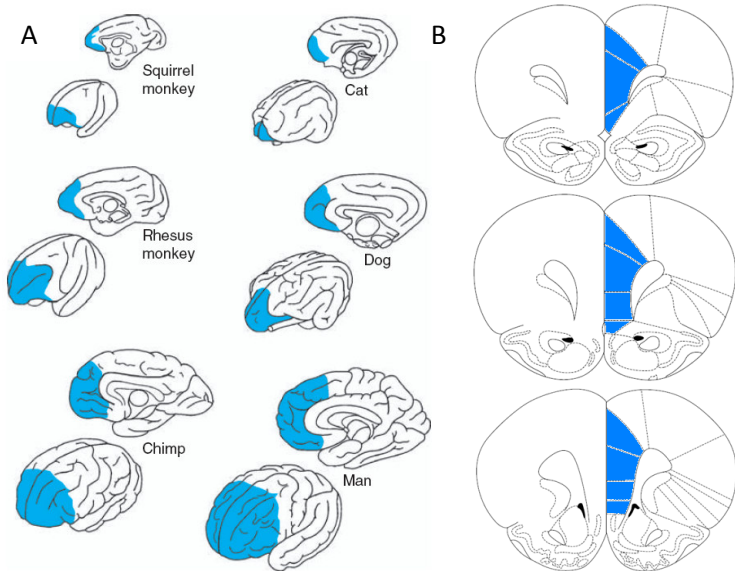 A
B
Squirrel
monkey
Cat
Rhesus
monkey
Dog
Chimp
Man